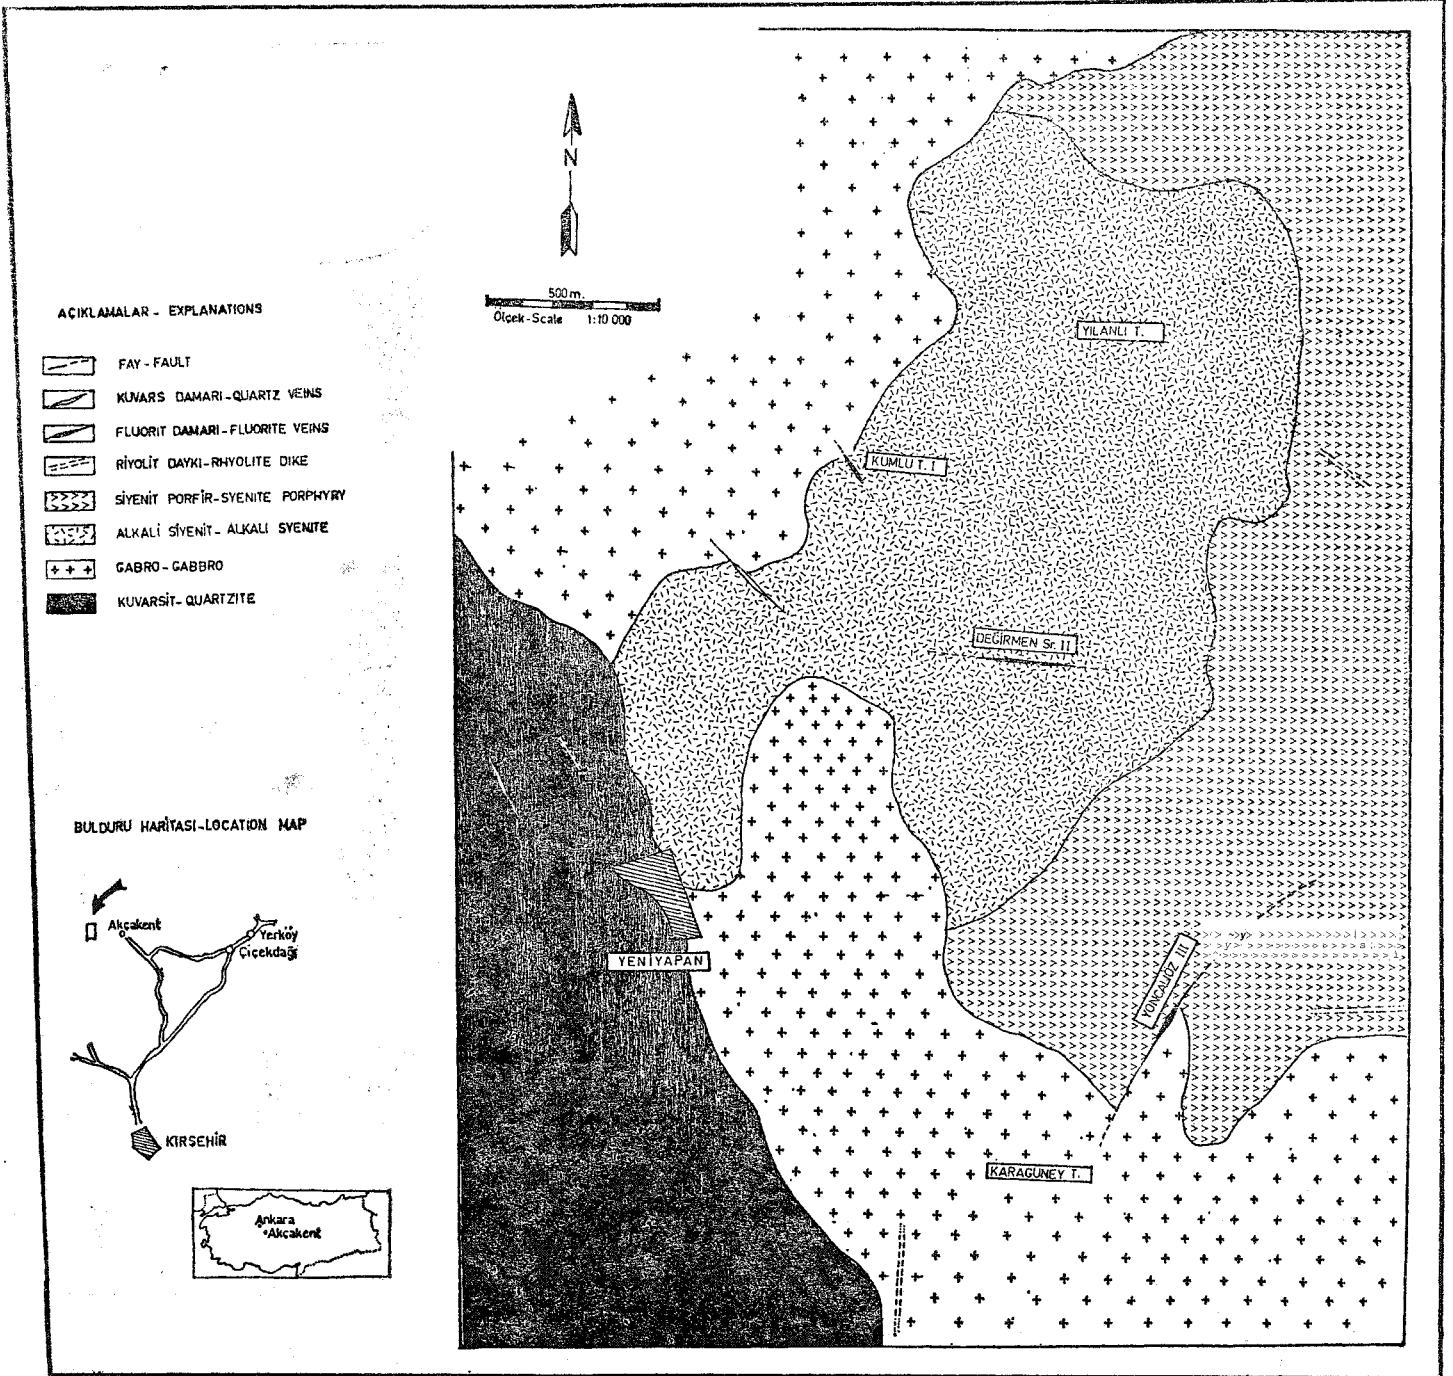 N
500 m.
Ölçek-Scale 1:10 000
AÇIKLAMALAR - EXPLANATIONS
FAY - FAULT
KUVARS DAMARI-QUARTZ VEINS
FLUORIT DAMARI-FLUORITE VEINS
RİYOLİT DAYKI-RHYOLITE DIKE
SİYENİT PORFİR-SYENITE PORPHYRY
ALKALİ SİYENİT- ALKALI SYENITE
GABRO-GABBRO
KUVARSİT-QUARTZITE
YILANLI T.
KUMLU T. I
DEĞİRMEN Sr. II
YONCALIÖZ III
YENİYAPAN
KARAGÜNEY T.
BULDURU HARİTASI-LOCATION MAP
Akçakent
Yerköy
Çiçekdağı
KIRŞEHİR
Ankara
Akçakent